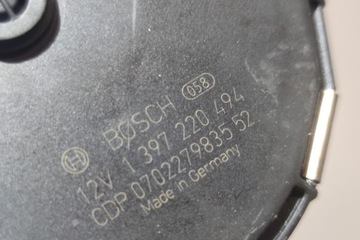 BOSCH 058
12V 1 397 220 494
CDP 0702279835 52
Made in Germany